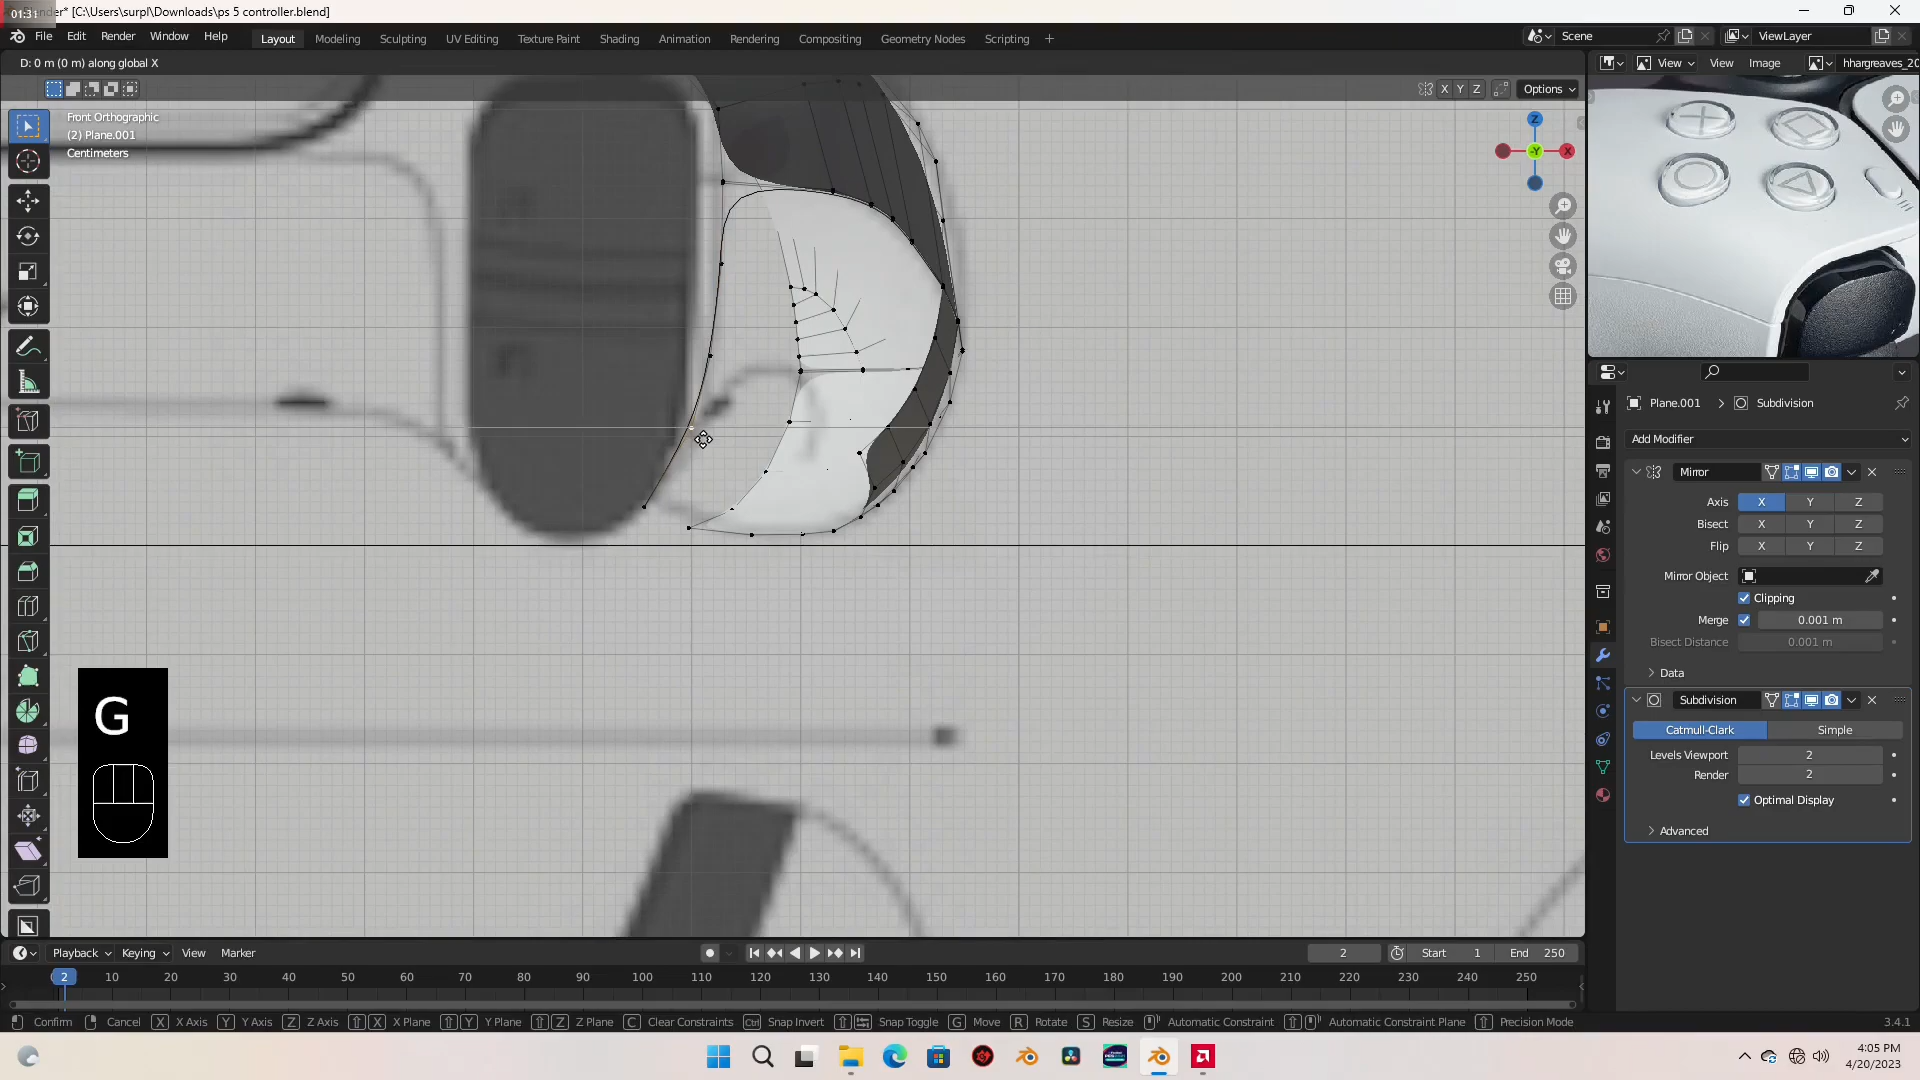 01:31
ender* [C:\Users\surpl\Downloads\ps 5 controller.blend]
File Edit Render Window Help Layout Modeling Sculpting UV Editing Texture Paint Shading Animation Rendering Compositing Geometry Nodes Scripting + Scene ViewLayer
D: 0 m (0 m) along global X
View View Image hhargreaves_20
X Y Z Options
Front Orthographic
(2) Plane.001
Centimeters
Z
-Y X
Plane.001 > Subdivision
Add Modifier
Mirror
Axis X Y Z
Bisect X Y Z
Flip X Y Z
Mirror Object
Clipping
Merge 0.001 m
Bisect Distance 0.001 m
Data
Subdivision
Catmull-Clark Simple
Levels Viewport 2
Render 2
Optimal Display
Advanced
G
Playback Keying View Marker 2 Start 1 End 250
2 10 20 30 40 50 60 70 80 90 100 110 120 130 140 150 160 170 180 190 200 210 220 230 240 250
Confirm Cancel X X Axis Y Y Axis Z Z Axis X X Plane Y Y Plane Z Z Plane C Clear Constraints Ctrl Snap Invert Snap Toggle G Move R Rotate S Resize Automatic Constraint Automatic Constraint Plane Precision Mode 3.4.1
4:05 PM
4/20/2023